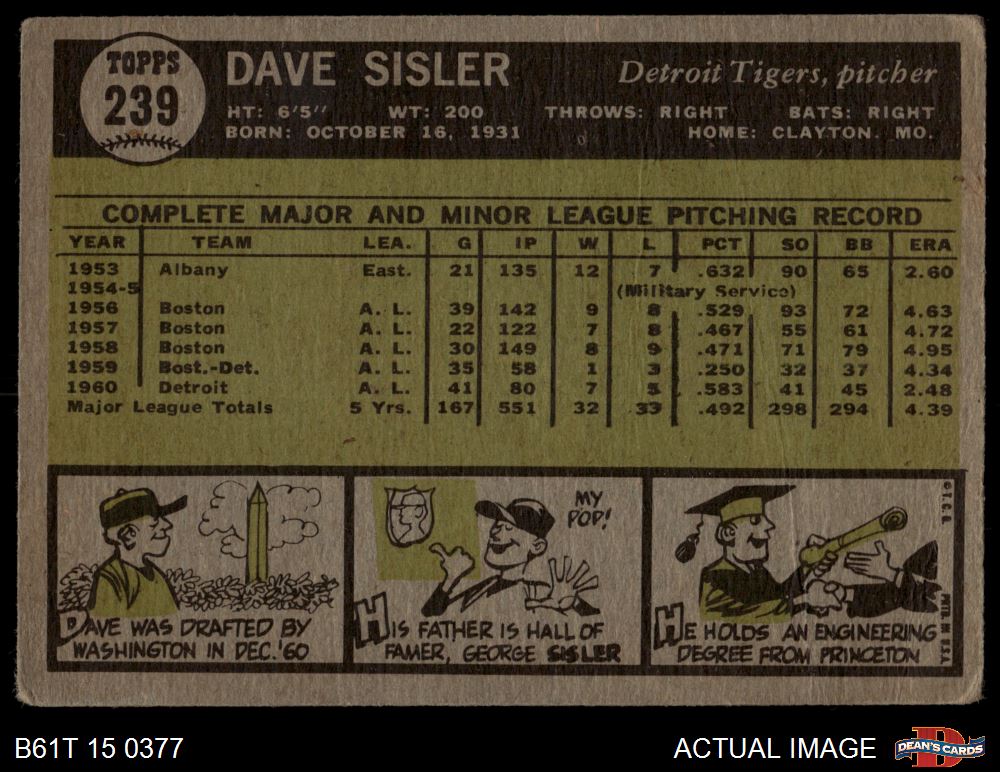 TOPPS
239
DAVE SISLER
Detroit Tigers, pitcher
HT: 6'5" WT: 200 THROWS: RIGHT BATS: RIGHT
BORN: OCTOBER 16, 1931 HOME: CLAYTON. MO.
COMPLETE MAJOR AND MINOR LEAGUE PITCHING RECORD
YEAR TEAM LEA. G IP W L PCT SO BB ERA
1953 Albany East. 21 135 12 7 .632 90 65 2.60
1954-5 (Military Service)
1956 Boston A. L. 39 142 9 8 .529 93 72 4.63
1957 Boston A. L. 22 122 7 8 .467 55 61 4.72
1958 Boston A. L. 30 149 8 9 .471 71 79 4.95
1959 Bost.-Det. A. L. 35 58 1 3 .250 32 37 4.34
1960 Detroit A. L. 41 80 7 5 .583 41 45 2.48
Major League Totals 5 Yrs. 167 551 32 33 .492 298 294 4.39
DAVE WAS DRAFTED BY
WASHINGTON IN DEC. '60
MY
POP!
HIS FATHER IS HALL OF
FAMER, GEORGE SISLER
HE HOLDS AN ENGINEERING
DEGREE FROM PRINCETON
©T.C.G.
PRTD. IN U.S.A.
B61T 15 0377
ACTUAL IMAGE
D
DEAN'S CARDS